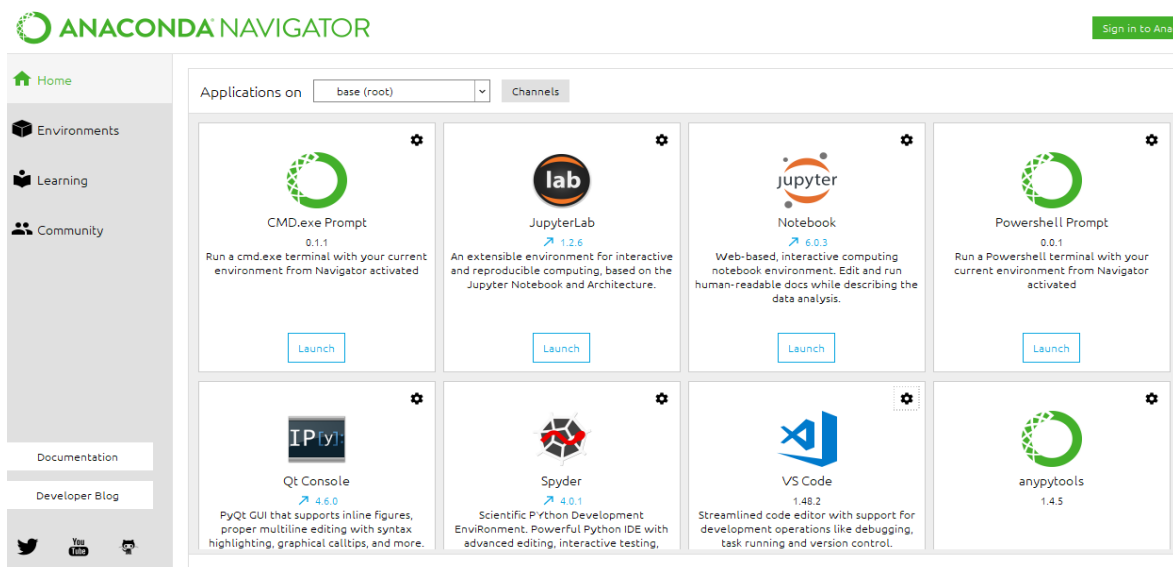 ANACONDA NAVIGATOR
Sign in to Ana
Home
Environments
Learning
Community
Documentation
Developer Blog
You
Tube
Applications on
base (root)
Channels
CMD.exe Prompt
0.1.1
Run a cmd.exe terminal with your current
environment from Navigator activated
Launch
lab
JupyterLab
1.2.6
An extensible environment for interactive
and reproducible computing, based on the
Jupyter Notebook and Architecture.
Launch
jupyter
Notebook
6.0.3
Web-based, interactive computing
notebook environment. Edit and run
human-readable docs while describing the
data analysis.
Launch
Powershell Prompt
0.0.1
Run a Powershell terminal with your
current environment from Navigator
activated
Launch
IP[y]:
Qt Console
4.6.0
PyQt GUI that supports inline figures,
proper multiline editing with syntax
highlighting, graphical calltips, and more.
Spyder
4.0.1
Scientific PYthon Development
EnviRonment. Powerful Python IDE with
advanced editing, interactive testing,
VS Code
1.48.2
Streamlined code editor with support for
development operations like debugging,
task running and version control.
anypytools
1.4.5